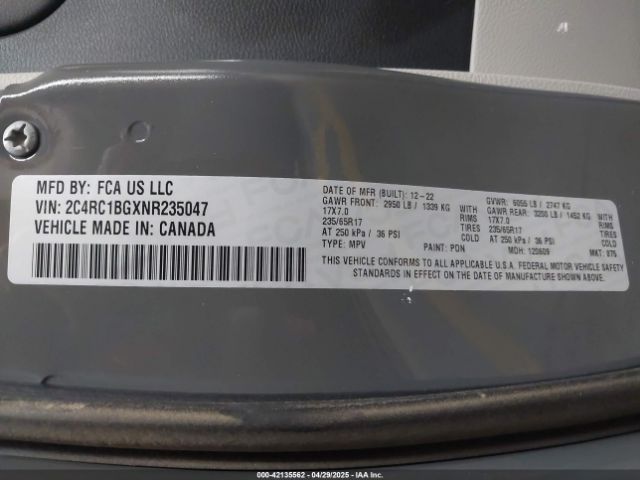 MFD BY: FCA US LLC
VIN: 2C4RC1BGXNR235047
VEHICLE MADE IN: CANADA
DATE OF MFR (BUILT): 12-22
GAWR FRONT: 2950 LB / 1339 KG WITH
17X7.0 RIMS
235/65R17 TIRES
AT 250 kPa / 36 PSI COLD
TYPE: MPV PAINT: PDN
GVWR: 6055 LB / 2747 KG
GAWR REAR: 3200 LB / 1452 KG WITH
17X7.0 RIMS
235/65R17 TIRES
AT 250 kPa / 36 PSI COLD
MDH: 120609 MKT: 875
THIS VEHICLE CONFORMS TO ALL APPLICABLE U.S.A. FEDERAL MOTOR VEHICLE SAFETY
STANDARDS IN EFFECT ON THE DATE OF MANUFACTURE SHOWN ABOVE.
000-42135562 - 04/29/2025 - IAA, Inc.